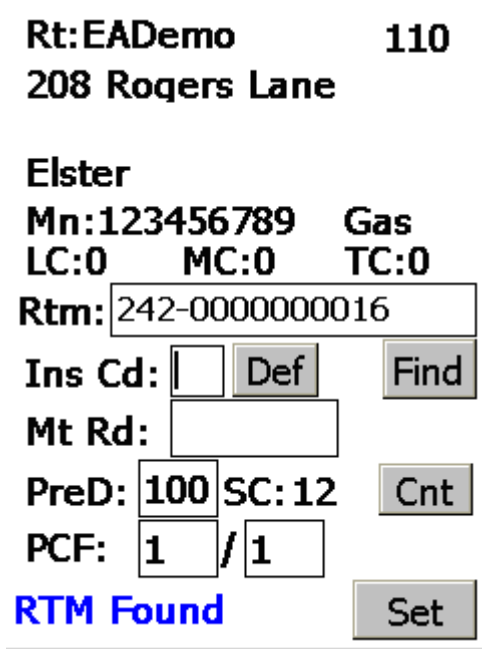 Rt:EADemo 110
208 Rogers Lane
Elster
Mn:123456789 Gas
LC:0 MC:0 TC:0
Rtm: 242-0000000016
Ins Cd: Def Find
Mt Rd:
PreD: 100 SC: 12 Cnt
PCF: 1 / 1
RTM Found Set